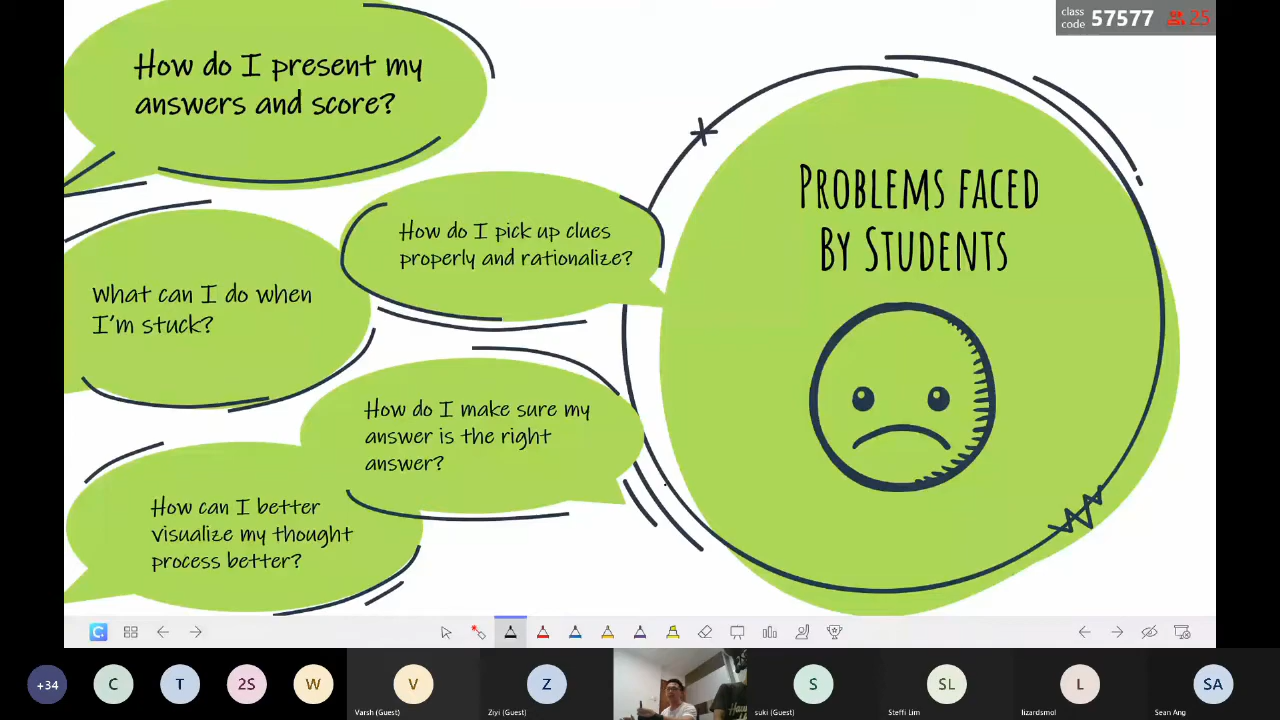 class
code 57577 25
How do I present my
answers and score?
PROBLEMS FACED
BY STUDENTS
How do I pick up clues
properly and rationalize?
What can I do when
I'm stuck?
How do I make sure my
answer is the right
answer?
How can I better
visualize my thought
process better?
+34
C
T
2S
W
V
Varsh (Guest)
Z
Ziyi (Guest)
S
suki (Guest)
SL
Steffi Lim
L
lizardsmol
SA
Sean Ang